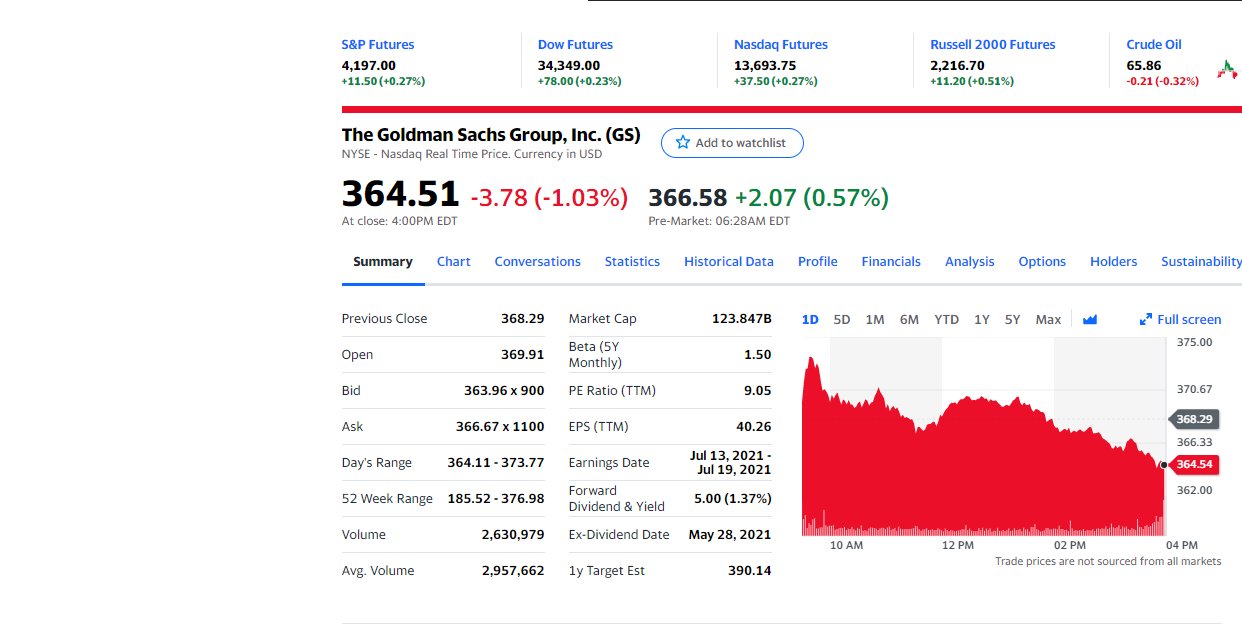 S&P Futures
4,197.00
+11.50 (+0.27%)
Dow Futures
34,349.00
+78.00 (+0.23%)
Nasdaq Futures
13,693.75
+37.50 (+0.27%)
Russell 2000 Futures
2,216.70
+11.20 (+0.51%)
Crude Oil
65.86
-0.21 (-0.32%)
The Goldman Sachs Group, Inc. (GS)
NYSE - Nasdaq Real Time Price. Currency in USD
Add to watchlist
364.51 -3.78 (-1.03%)
At close: 4:00PM EDT
366.58 +2.07 (0.57%)
Pre-Market: 06:28AM EDT
Summary Chart Conversations Statistics Historical Data Profile Financials Analysis Options Holders Sustainability
Previous Close 368.29
Open 369.91
Bid 363.96 x 900
Ask 366.67 x 1100
Day's Range 364.11 - 373.77
52 Week Range 185.52 - 376.98
Volume 2,630,979
Avg. Volume 2,957,662
Market Cap 123.847B
Beta (5Y
Monthly) 1.50
PE Ratio (TTM) 9.05
EPS (TTM) 40.26
Earnings Date Jul 13, 2021 -
Jul 19, 2021
Forward
Dividend & Yield 5.00 (1.37%)
Ex-Dividend Date May 28, 2021
1y Target Est 390.14
1D 5D 1M 6M YTD 1Y 5Y Max Full screen
375.00
370.67
368.29
366.33
364.54
362.00
10 AM 12 PM 02 PM 04 PM
Trade prices are not sourced from all markets